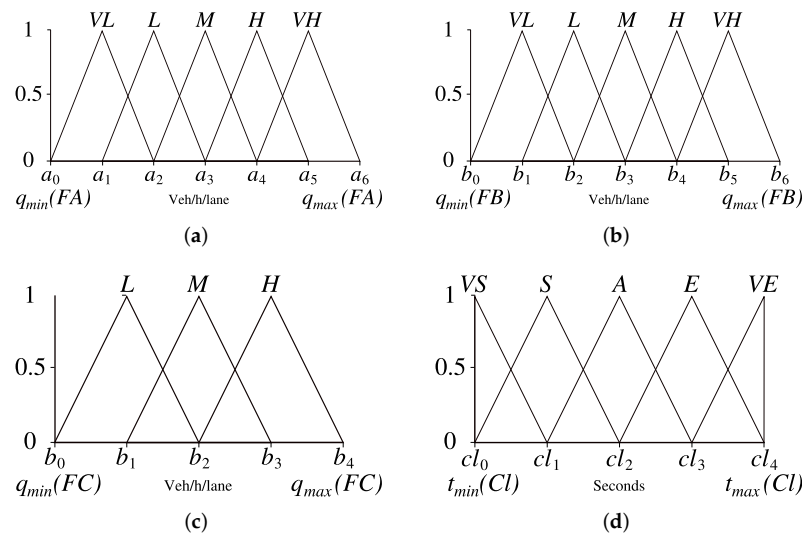 VL L M H VH
1
0.5
0
a0 a1 a2 a3 a4 a5 a6
qmin(FA) Veh/h/lane qmax(FA)
(a)
VL L M H VH
1
0.5
0
b0 b1 b2 b3 b4 b5 b6
qmin(FB) Veh/h/lane qmax(FB)
(b)
L M H
1
0.5
0
b0 b1 b2 b3 b4
qmin(FC) Veh/h/lane qmax(FC)
(c)
VS S A E VE
1
0.5
0
cl0 cl1 cl2 cl3 cl4
tmin(Cl) Seconds tmax(Cl)
(d)